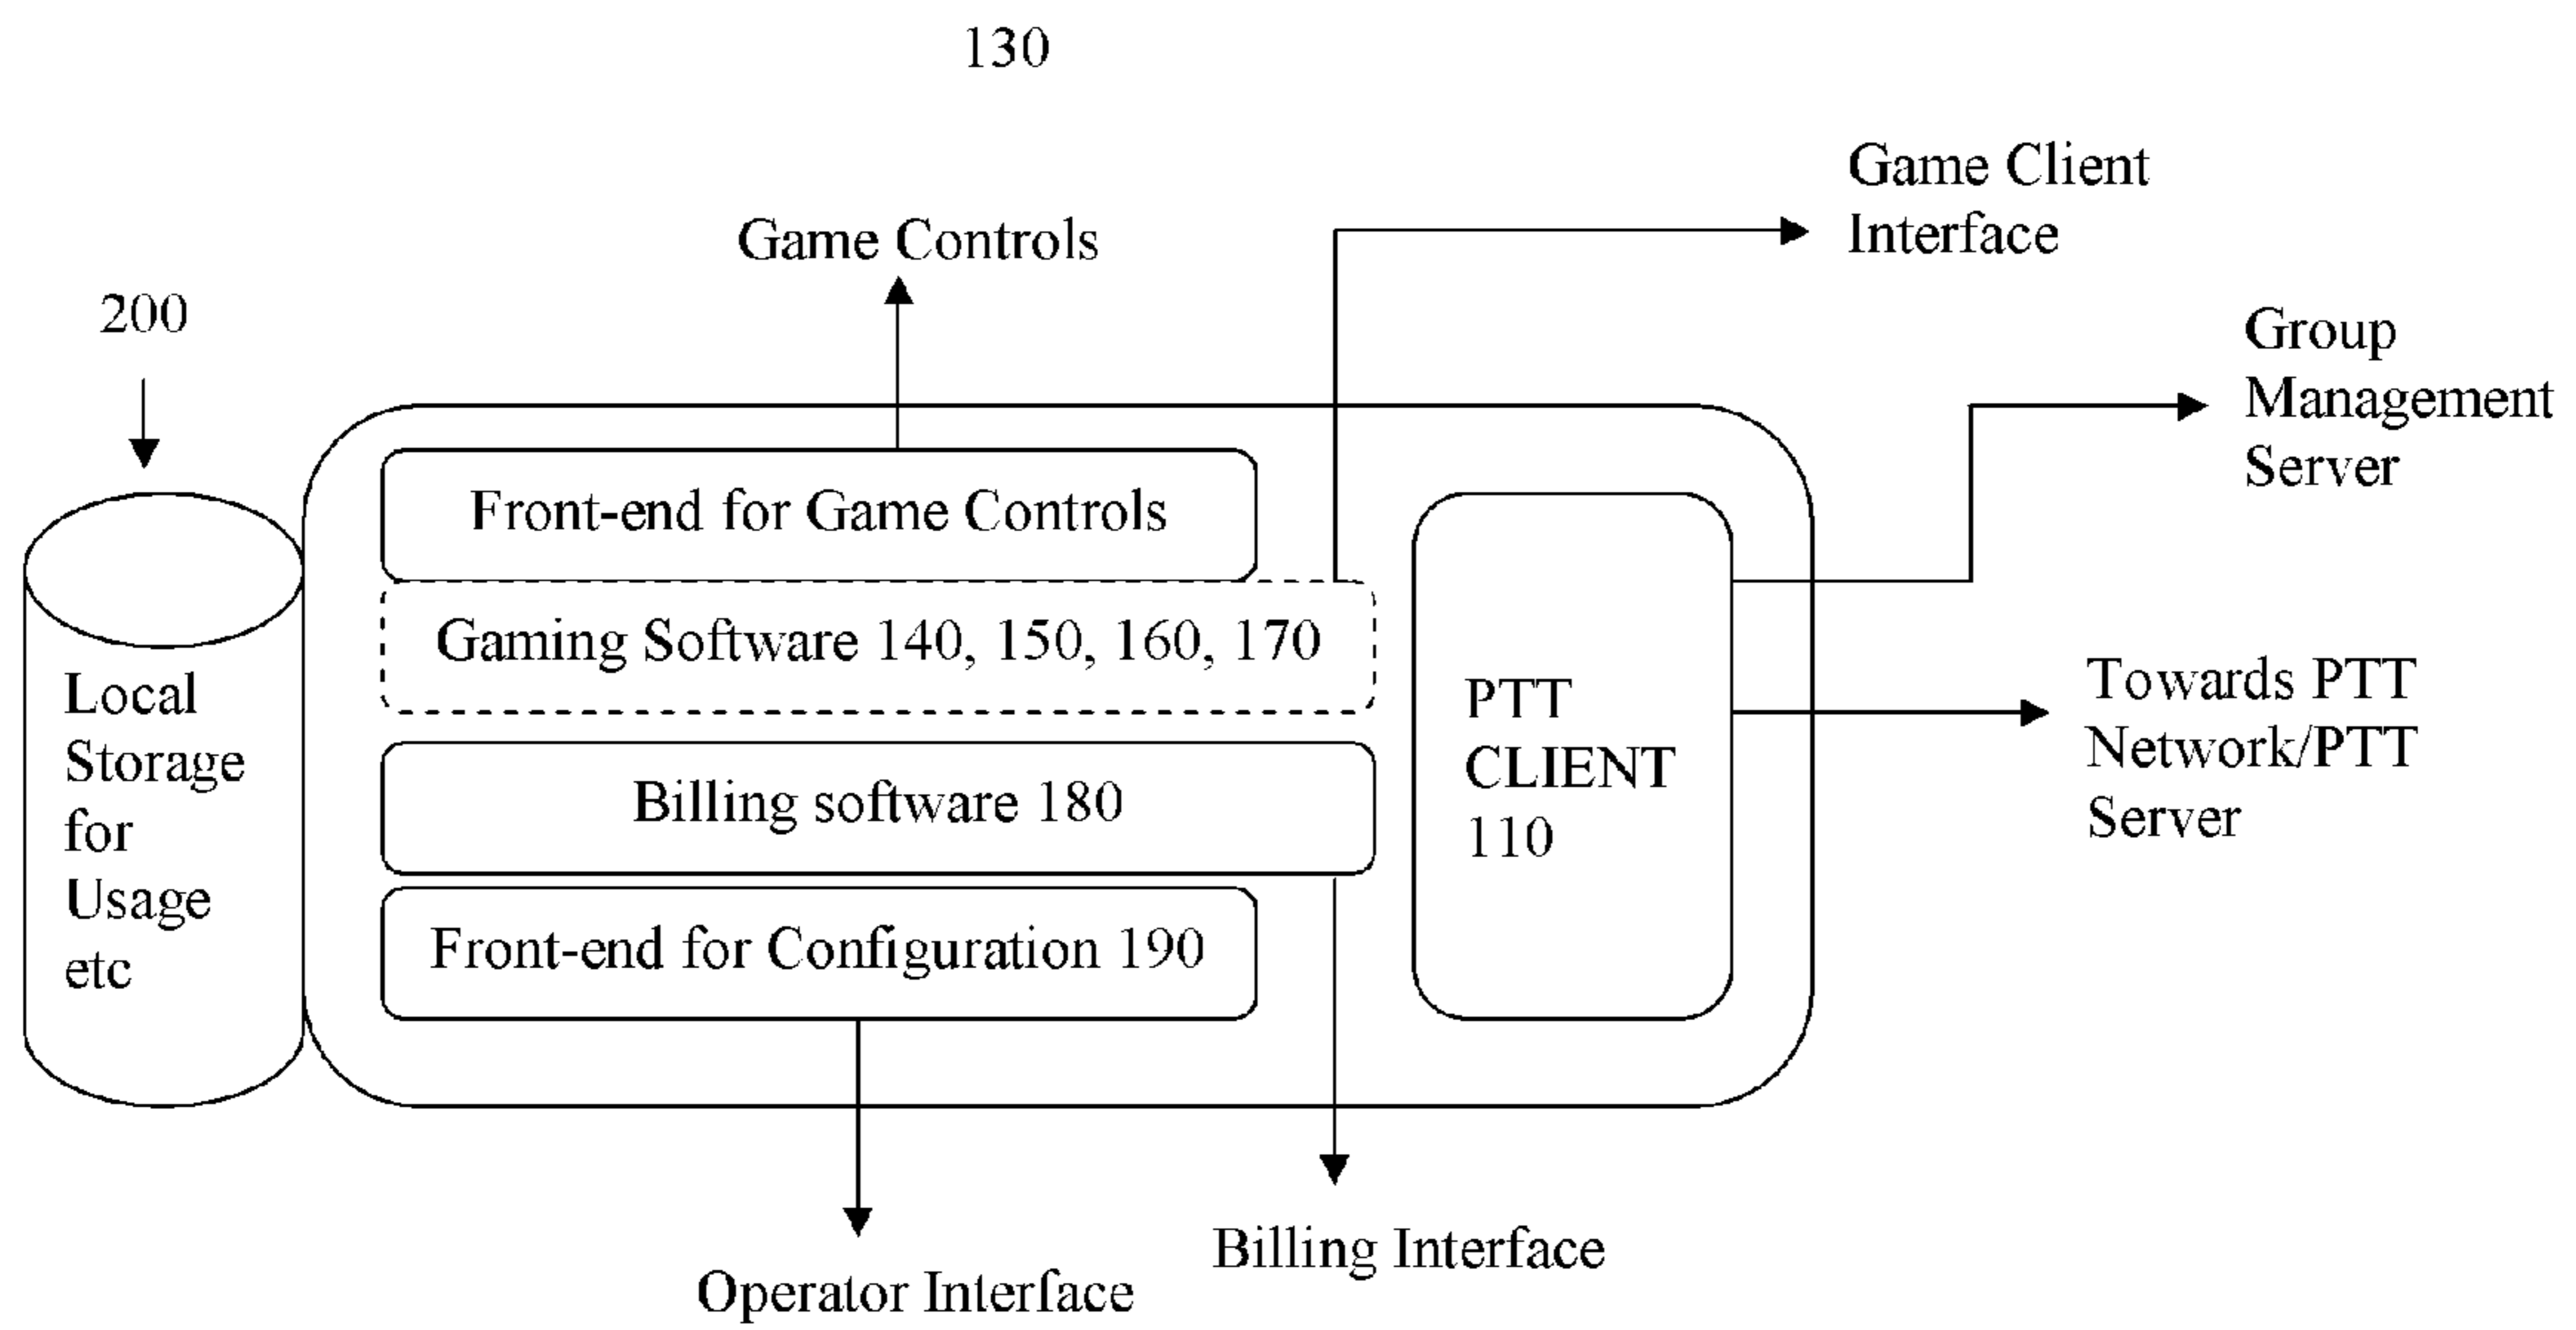 130
Game Client
Interface
Game Controls
200
Group
Management
Server
Front-end for Game Controls
Gaming Software 140, 150, 160, 170
Local
Storage
for
Usage
etc
PTT
CLIENT
110
Towards PTT
Network/PTT
Server
Billing software 180
Front-end for Configuration 190
Billing Interface
Operator Interface